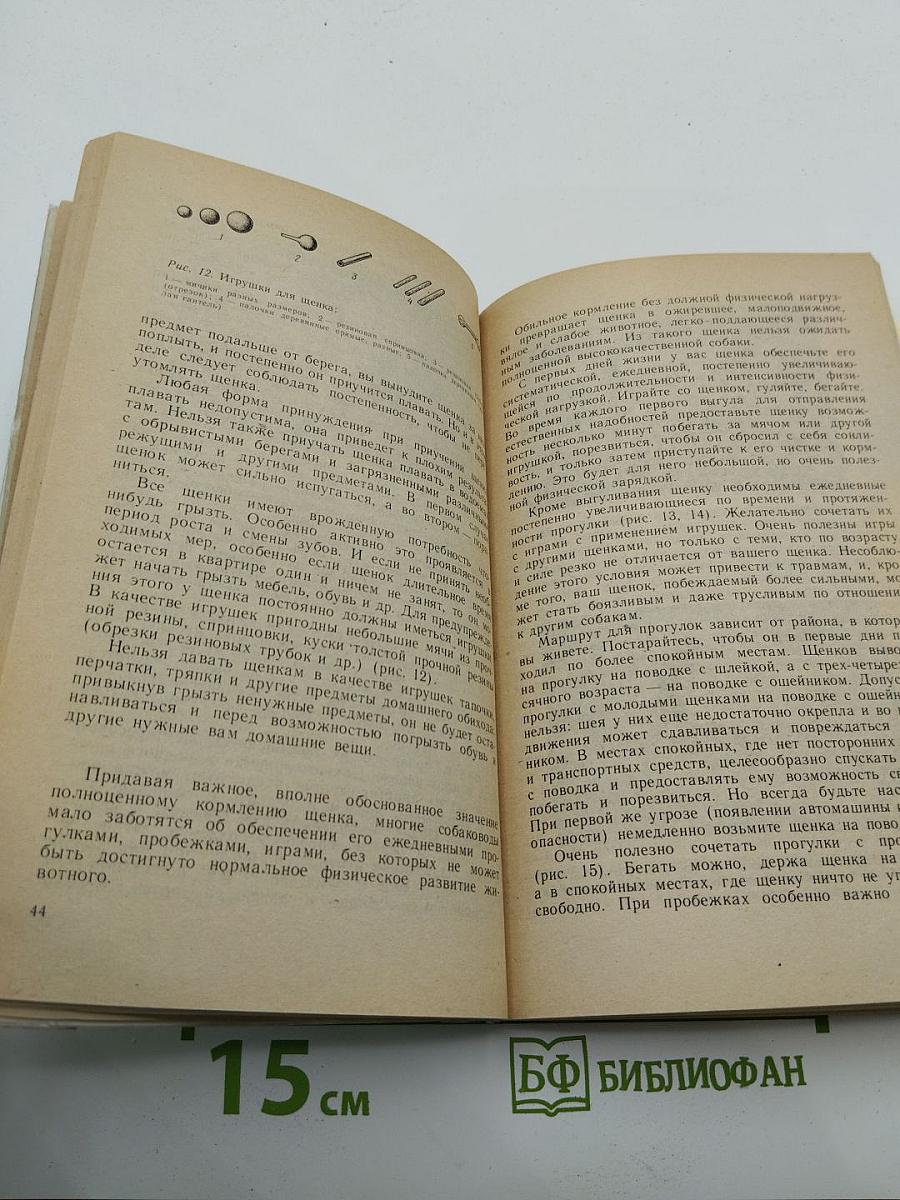 1
2
3
4
Рис. 12. Игрушки для щенка:
1 — мячики разных размеров; 2 — резиновая спринцовка; 3 —
(отрезок); 4 — палочки деревянные прямые, разные; 5 —
лая гантель)
предмет подальше от берега, вы вынудите щенка за ним
поплыть, и постепенно он приучится плавать. Но и в этом
деле следует соблюдать постепенность, чтобы не пере-
утомлять щенка.
Любая форма принуждения при приучении щенка
плавать недопустима, она приведет к плохим результа-
там. Нельзя также приучать щенка плавать в водоемах
с обрывистыми берегами и загрязненными различными
режущими и другими предметами. В первом случае
щенок может сильно испугаться, а во втором — пора-
ниться.
Все щенки имеют врожденную потребность что-
нибудь грызть. Особенно активно это проявляется в
период роста и смены зубов. И если не принять необ-
ходимых мер, особенно если щенок длительное время
остается в квартире один и ничем не занят, то он мо-
жет начать грызть мебель, обувь и др. Для предупрежде-
ния этого у щенка постоянно должны иметься игрушки.
В качестве игрушек пригодны небольшие мячи из проч-
ной резины, спринцовки, куски толстой прочной резины
(обрезки резиновых трубок и др.) (рис. 12).
Нельзя давать щенкам в качестве игрушек тапочки,
перчатки, тряпки и другие предметы домашнего обихода:
привыкнув грызть ненужные предметы, он не будет оста-
навливаться и перед возможностью погрызть обувь и
другие нужные вам домашние вещи.
Придавая важное, вполне обоснованное значение
полноценному кормлению щенка, многие собаководы
мало заботятся об обеспечении его ежедневными про-
гулками, пробежками, играми, без которых не может
быть достигнуто нормальное физическое развитие жи-
вотного.
44
Обильное кормление без должной физической нагруз-
ки превращает щенка в ожиревшее, малоподвижное,
вялое и слабое животное, легко поддающееся различ-
ным заболеваниям. Из такого щенка нельзя ожидать
полноценной высококачественной собаки.
С первых дней жизни у вас щенка обеспечьте его
систематической, ежедневной, постепенно увеличиваю-
щейся по продолжительности и интенсивности физи-
ческой нагрузкой. Играйте со щенком, гуляйте, бегайте.
Во время каждого первого выгула для отправления
естественных надобностей предоставьте щенку возмож-
ность несколько минут побегать за мячом или другой
игрушкой, порезвиться, чтобы он сбросил с себя сонли-
вость, и только затем приступайте к его чистке и корм-
лению. Это будет для него небольшой, но очень полез-
ной физической зарядкой.
Кроме выгуливания щенку необходимы ежедневные
постепенно увеличивающиеся по времени и протяжен-
ности прогулки (рис. 13, 14). Желательно сочетать их
с играми с применением игрушек. Очень полезны игры
с другими щенками, но только с теми, кто по возрасту
и силе резко не отличается от вашего щенка. Несоблю-
дение этого условия может привести к травмам, и, кро-
ме того, ваш щенок, побеждаемый более сильными, мо-
жет стать боязливым и даже трусливым по отношению
к другим собакам.
Маршрут для прогулок зависит от района, в котор
вы живете. Постарайтесь, чтобы он в первые дни п
ходил по более спокойным местам. Щенков выво
на прогулку на поводке с шлейкой, а с трех-четырех
сячного возраста — на поводке с ошейником. Допус
прогулки с молодыми щенками на поводке с ошейн
нельзя: шея у них еще недостаточно окрепла и во в
движения может сдавливаться и повреждаться
ником. В местах спокойных, где нет посторонних
и транспортных средств, целесообразно спускать
с поводка и предоставлять ему возможность св
побегать и порезвиться. Но всегда будьте нас
При первой же угрозе (появлении автомашины и
опасности) немедленно возьмите щенка на пово
Очень полезно сочетать прогулки с про
(рис. 15). Бегать можно, держа щенка на
а в спокойных местах, где щенку ничто не уг
свободно. При пробежках особенно важно
15 см
БФ БИБЛИОФАН